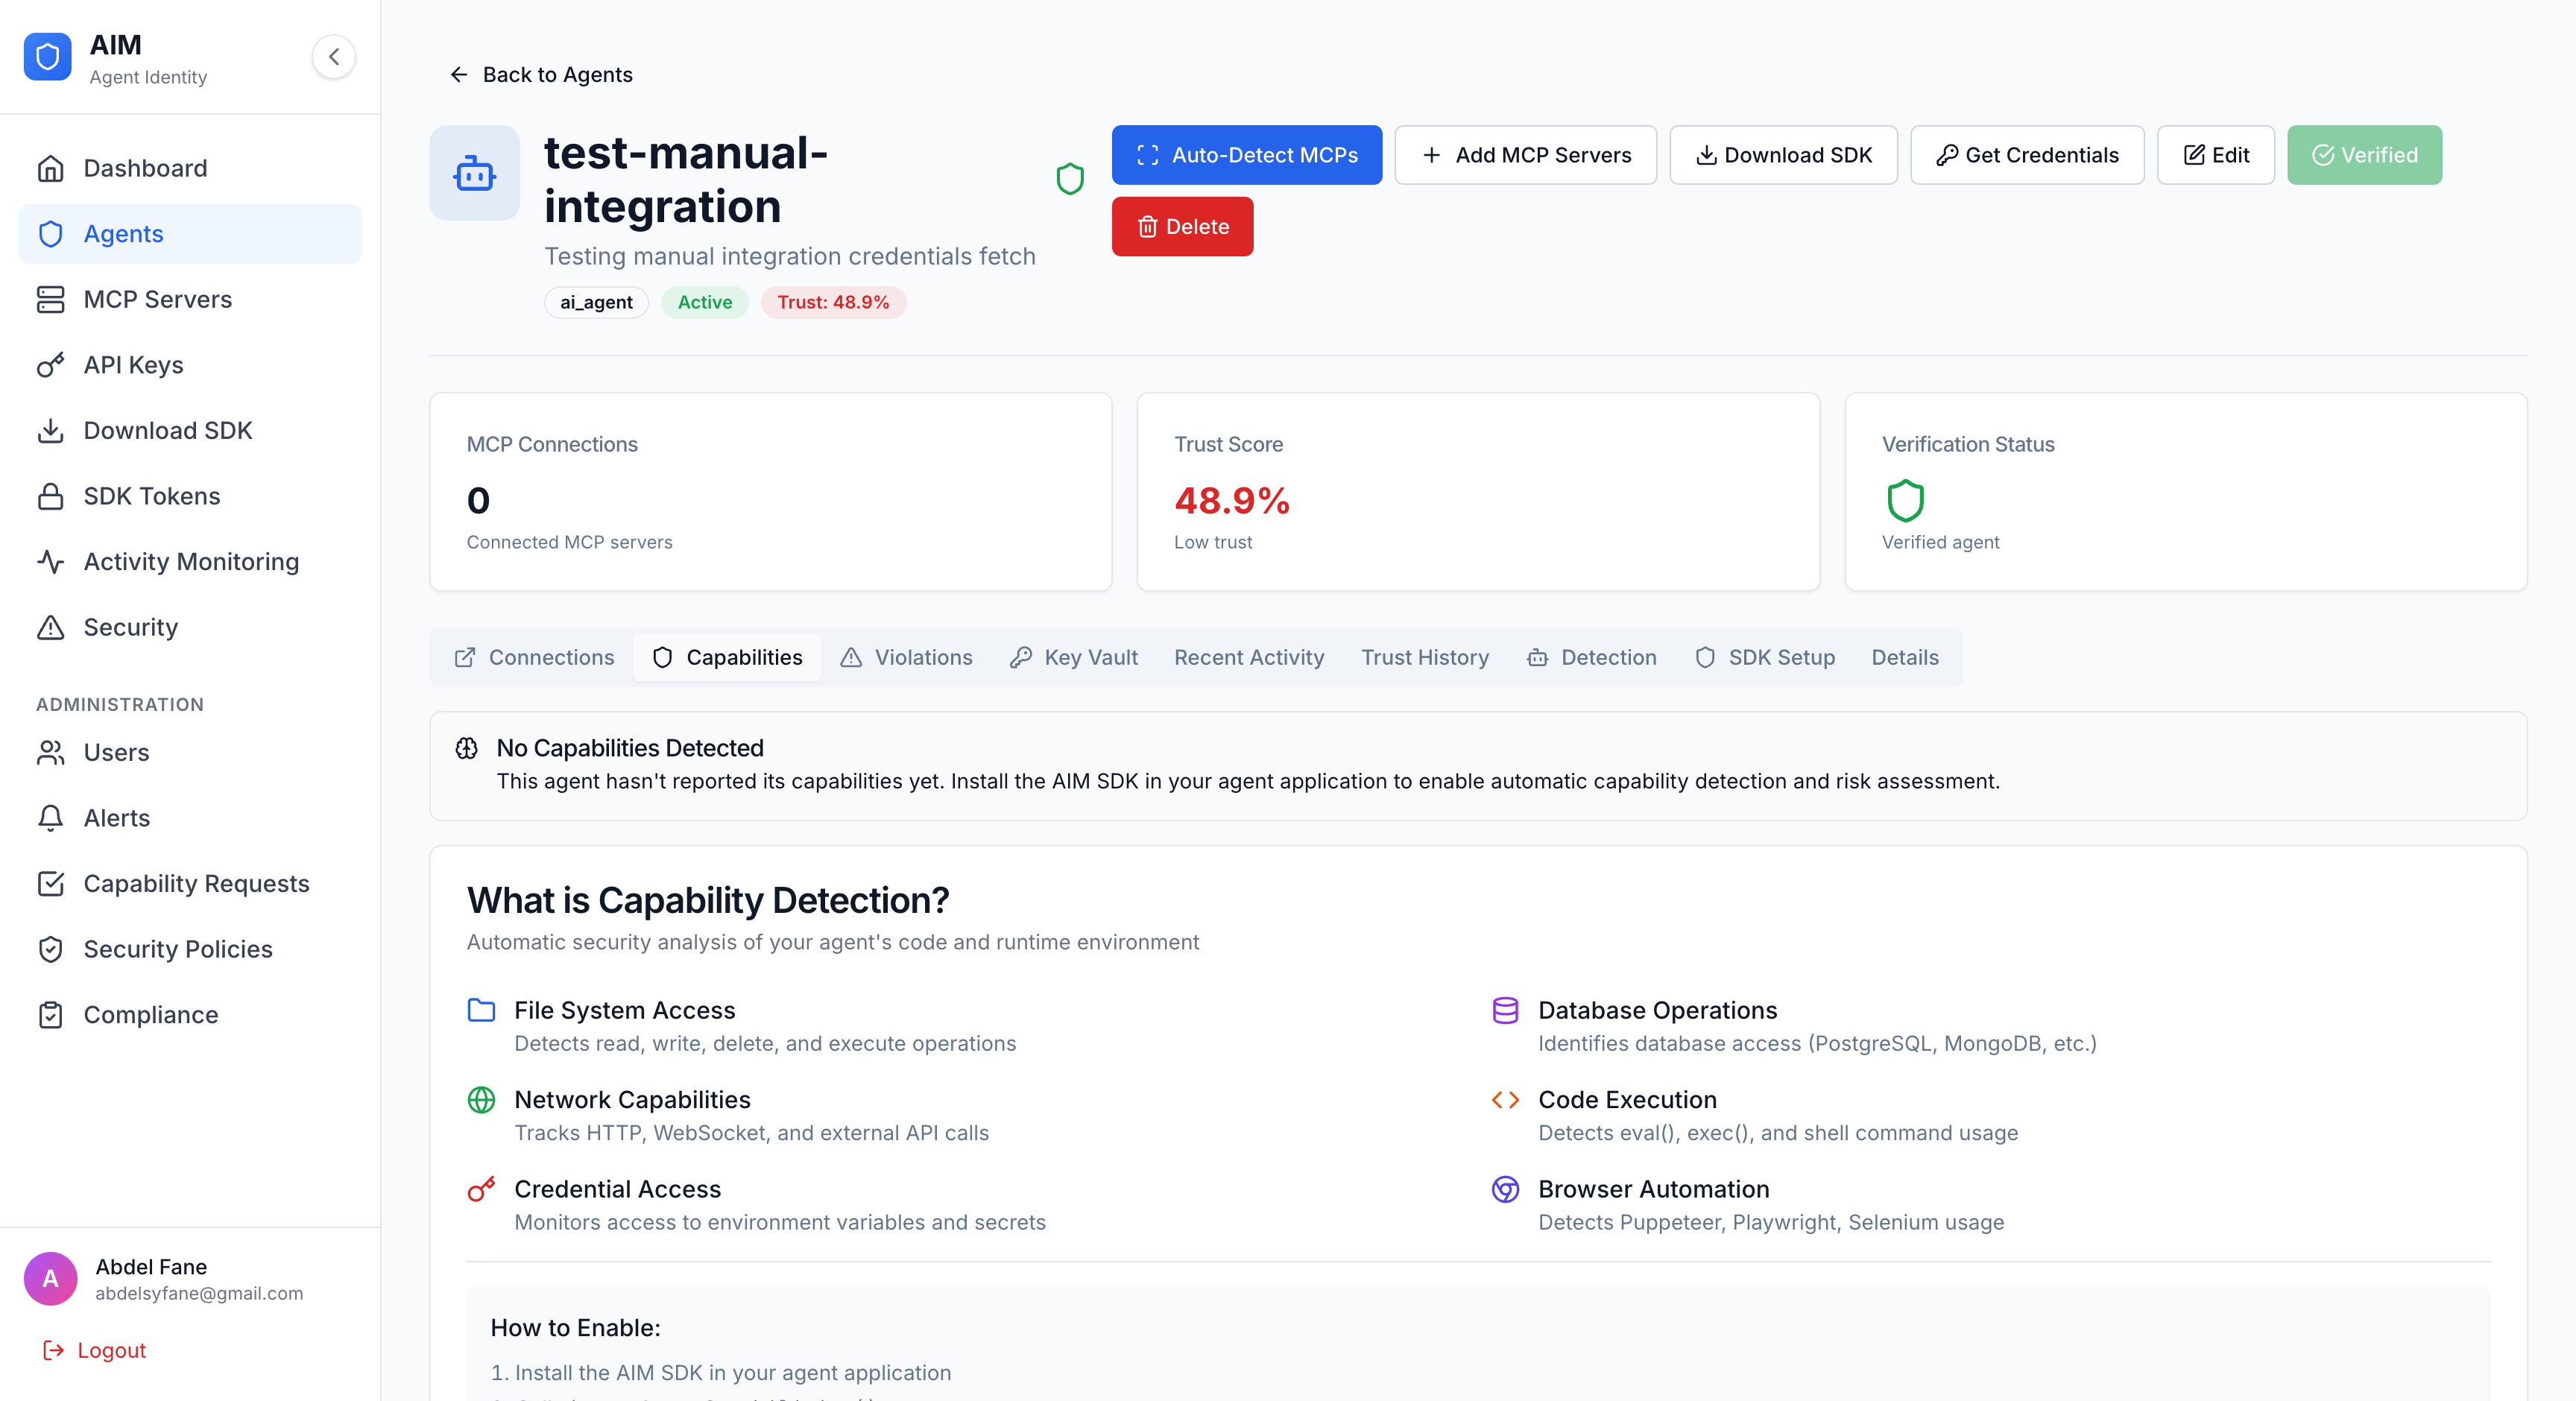 AIM
Agent Identity
Dashboard
Agents
MCP Servers
API Keys
Download SDK
SDK Tokens
Activity Monitoring
Security
ADMINISTRATION
Users
Alerts
Capability Requests
Security Policies
Compliance
A
Abdel Fane
abdelsyfane@gmail.com
Logout
Back to Agents
test-manual-
integration
Testing manual integration credentials fetch
ai_agent
Active
Trust: 48.9%
Auto-Detect MCPs
Add MCP Servers
Download SDK
Get Credentials
Edit
Verified
Delete
MCP Connections
0
Connected MCP servers
Trust Score
48.9%
Low trust
Verification Status
Verified agent
Connections
Capabilities
Violations
Key Vault
Recent Activity
Trust History
Detection
SDK Setup
Details
No Capabilities Detected
This agent hasn't reported its capabilities yet. Install the AIM SDK in your agent application to enable automatic capability detection and risk assessment.
What is Capability Detection?
Automatic security analysis of your agent's code and runtime environment
File System Access
Detects read, write, delete, and execute operations
Database Operations
Identifies database access (PostgreSQL, MongoDB, etc.)
Network Capabilities
Tracks HTTP, WebSocket, and external API calls
Code Execution
Detects eval(), exec(), and shell command usage
Credential Access
Monitors access to environment variables and secrets
Browser Automation
Detects Puppeteer, Playwright, Selenium usage
How to Enable:
1. Install the AIM SDK in your agent application